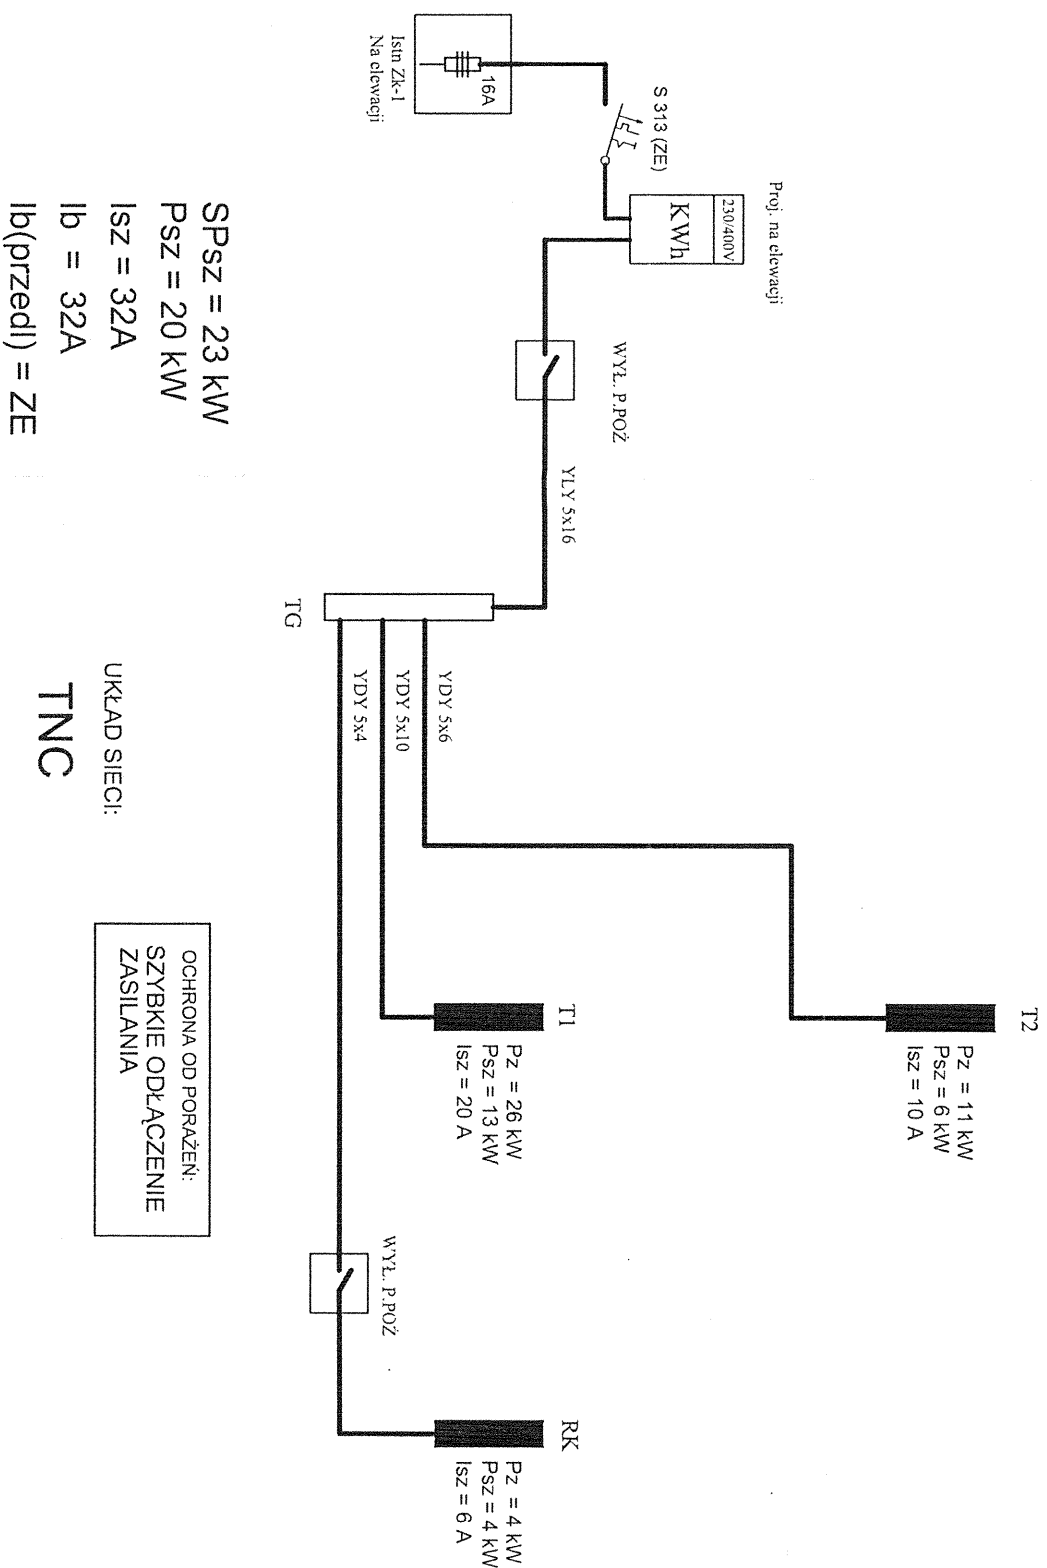 T2
Pz = 11 kW
Psz = 6 kW
Isz = 10 A
Proj. na elewacji
230/400V
KWh
S 313 (ZE)
16A
Istn Zk-1
Na elewacji
WYŁ. P.POŻ
YLY 5x16
TG
YDY 5x6
YDY 5x10
YDY 5x4
T1
Pz = 26 kW
Psz = 13 kW
Isz = 20 A
WYŁ. P.POŻ
RK
Pz = 4 kW
Psz = 4 kW
Isz = 6 A
SPsz = 23 kW
Psz = 20 kW
Isz = 32A
Ib = 32A
Ib(przedl) = ZE
UKŁAD SIECI:
TNC
OCHRONA OD PORAŻEŃ:
SZYBKIE ODŁĄCZENIE
ZASILANIA